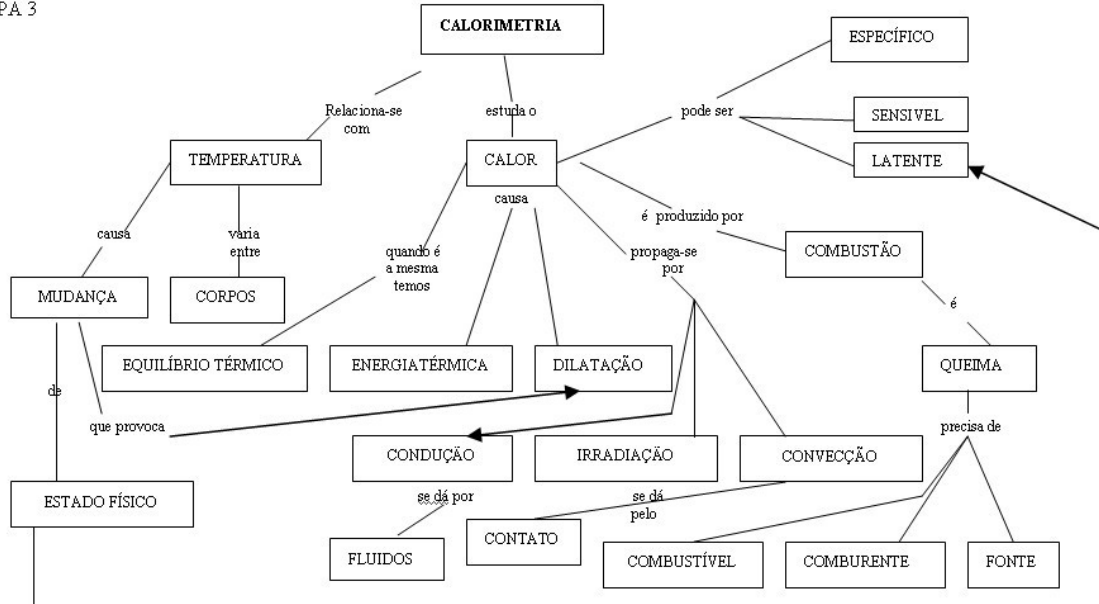 PA 3
CALORIMETRIA
ESPECÍFICO
Relaciona-se
com
estuda o
pode ser
SENSIVEL
TEMPERATURA
CALOR
LATENTE
causa
é produzido por
causa
varia
entre
quando é
a mesma
temos
propaga-se
por
COMBUSTÃO
MUDANÇA
CORPOS
é
EQUILÍBRIO TÉRMICO
ENERGIA TÉRMICA
DILATAÇÃO
QUEIMA
de
que provoca
precisa de
CONDUÇÃO
IRRADIAÇÃO
CONVECÇÃO
ESTADO FÍSICO
se dá por
se dá
pelo
FLUIDOS
CONTATO
COMBUSTÍVEL
COMBURENTE
FONTE